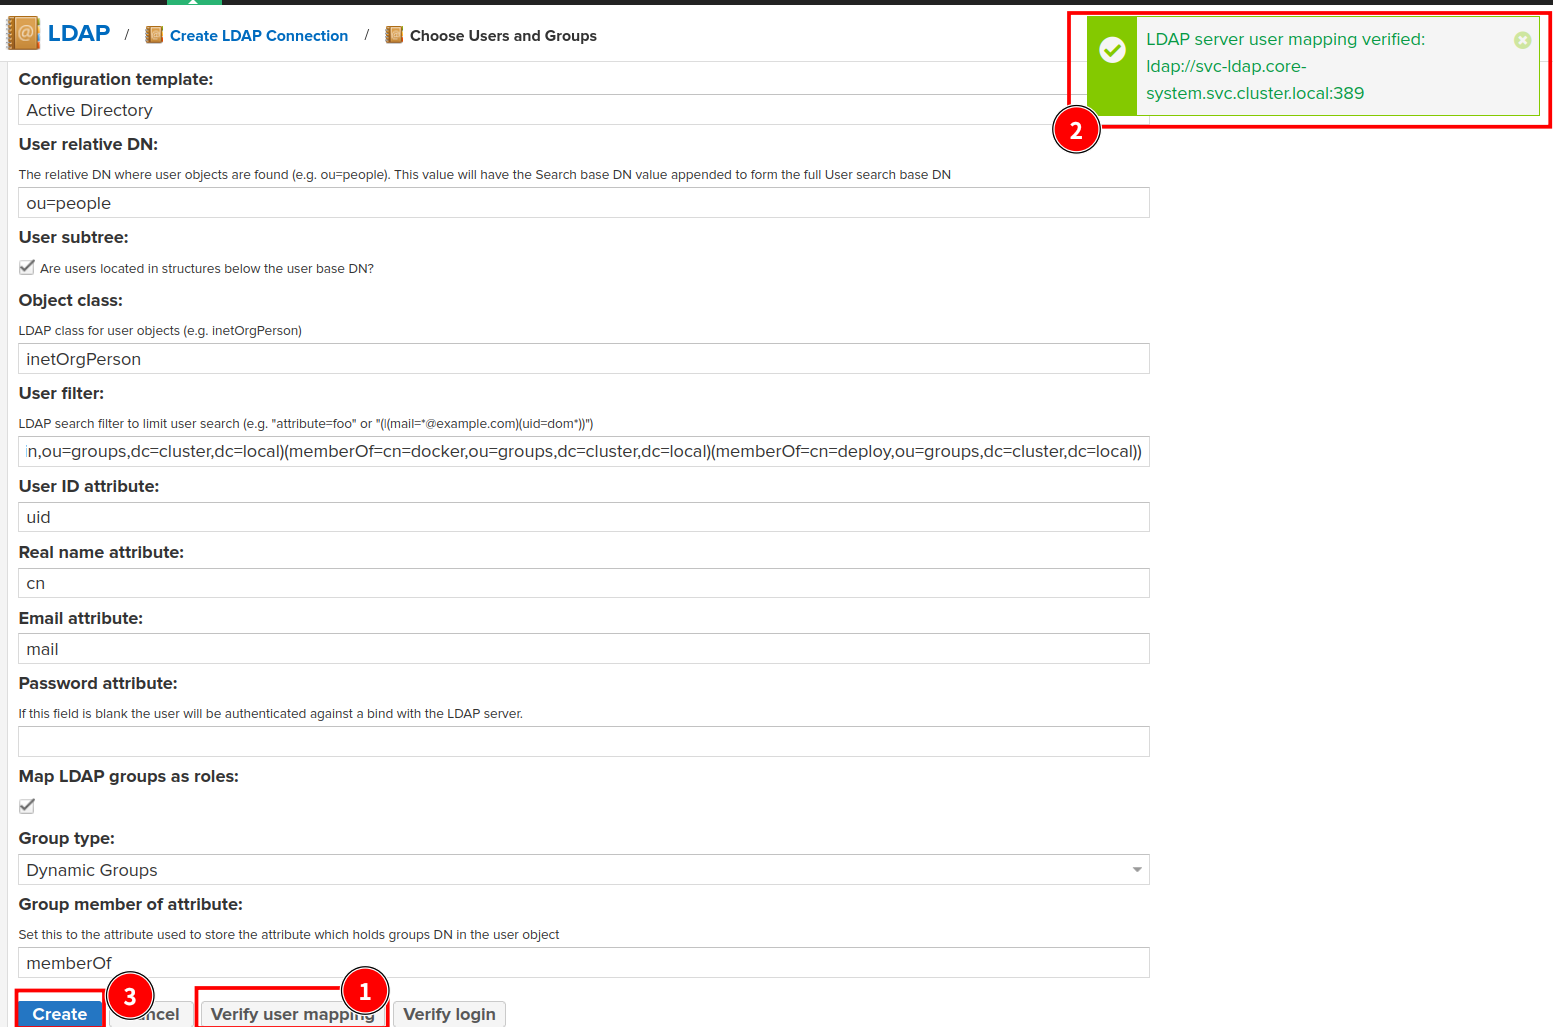 LDAP / Create LDAP Connection / Choose Users and Groups
LDAP server user mapping verified:
ldap://svc-ldap.core-
system.svc.cluster.local:389
2
Configuration template:
Active Directory
User relative DN:
The relative DN where user objects are found (e.g. ou=people). This value will have the Search base DN value appended to form the full User search base DN
ou=people
User subtree:
Are users located in structures below the user base DN?
Object class:
LDAP class for user objects (e.g. inetOrgPerson)
inetOrgPerson
User filter:
LDAP search filter to limit user search (e.g. "attribute=foo" or "(|(mail=*@example.com)(uid=dom*))")
in,ou=groups,dc=cluster,dc=local)(memberOf=cn=docker,ou=groups,dc=cluster,dc=local)(memberOf=cn=deploy,ou=groups,dc=cluster,dc=local))
User ID attribute:
uid
Real name attribute:
cn
Email attribute:
mail
Password attribute:
If this field is blank the user will be authenticated against a bind with the LDAP server.
Map LDAP groups as roles:
Group type:
Dynamic Groups
Group member of attribute:
Set this to the attribute used to store the attribute which holds groups DN in the user object
memberOf
3 1
Create ncel Verify user mapping Verify login